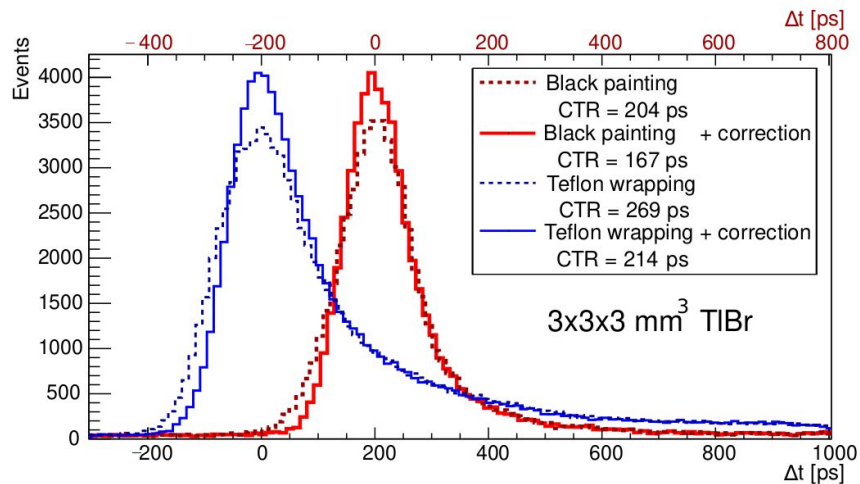 Δt [ps]
−400 −200 0 200 400 600 800
Events
4000
3500
3000
2500
2000
1500
1000
500
0
Black painting
CTR = 204 ps
Black painting + correction
CTR = 167 ps
Teflon wrapping
CTR = 269 ps
Teflon wrapping + correction
CTR = 214 ps
3x3x3 mm³ TlBr
−200 0 200 400 600 800 1000
Δt [ps]